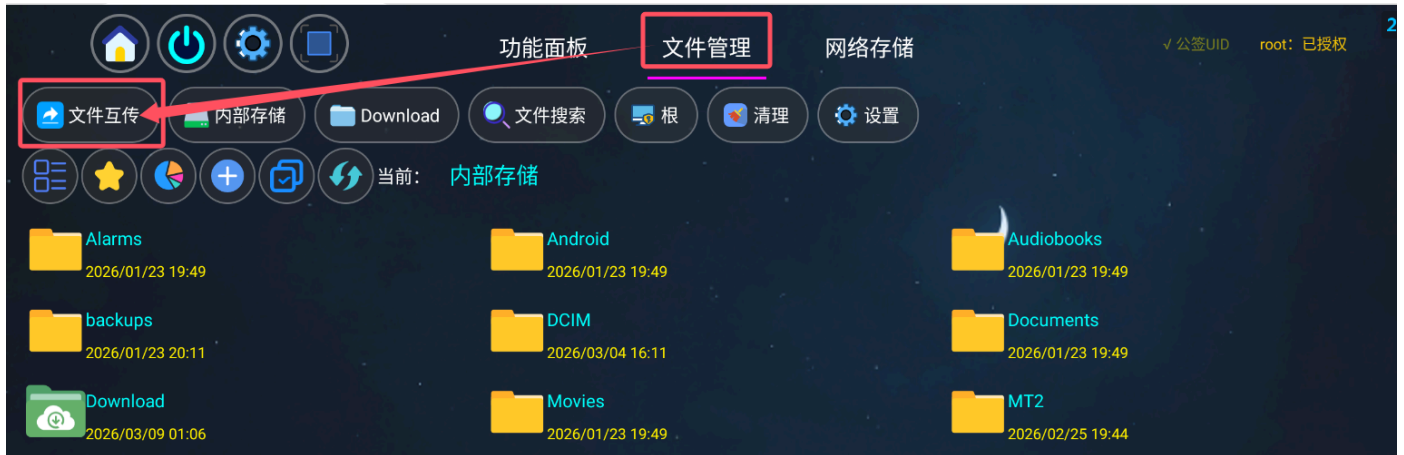 功能面板 文件管理 网络存储 √ 公签UID root：已授权 2
文件互传 内部存储 Download 文件搜索 根 清理 设置
当前： 内部存储
Alarms Android Audiobooks
2026/01/23 19:49 2026/01/23 19:49 2026/01/23 19:49
backups DCIM Documents
2026/01/23 20:11 2026/03/04 16:11 2026/01/23 19:49
Download Movies MT2
2026/03/09 01:06 2026/01/23 19:49 2026/02/25 19:44